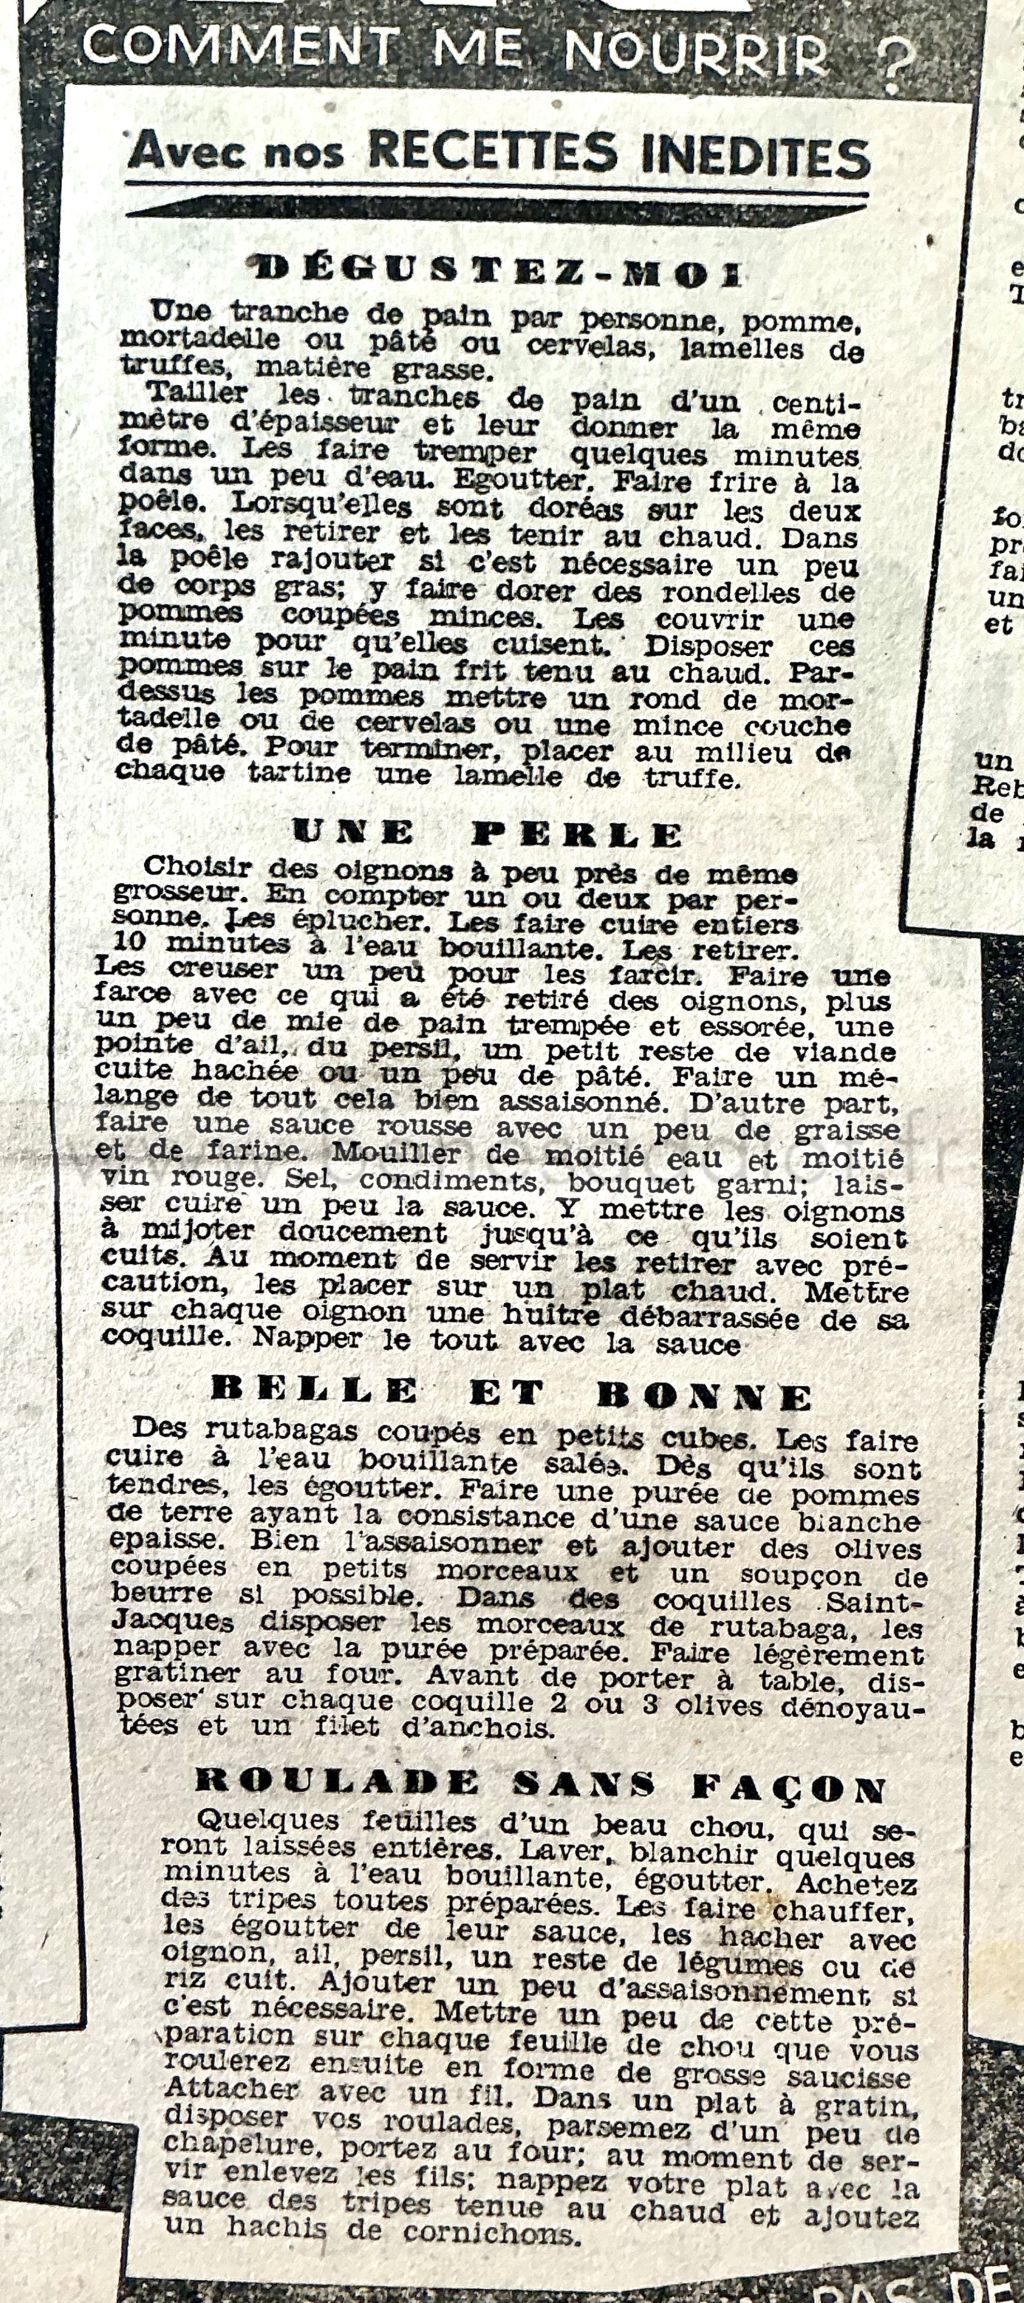 COMMENT ME NOURRIR ?
Avec nos RECETTES INEDITES
DÉGUSTEZ-MOI
Une tranche de pain par personne, pomme,
mortadelle ou pâté ou cervelas, lamelles de
truffes, matière grasse.
Tailler les tranches de pain d'un centi-
mètre d'épaisseur et leur donner la même
forme. Les faire tremper quelques minutes
dans un peu d'eau. Egoutter. Faire frire à la
poêle. Lorsqu'elles sont dorées sur les deux
faces, les retirer et les tenir au chaud. Dans
la poêle rajouter si c'est nécessaire un peu
de corps gras; y faire dorer des rondelles de
pommes coupées minces. Les couvrir une
minute pour qu'elles cuisent. Disposer ces
pommes sur le pain frit tenu au chaud. Par-
dessus les pommes mettre un rond de mor-
tadelle ou de cervelas ou une mince couche
de pâté. Pour terminer, placer au milieu de
chaque tartine une lamelle de truffe.
UNE PERLE
Choisir des oignons à peu près de même
grosseur. En compter un ou deux par per-
sonne. Les éplucher. Les faire cuire entiers
10 minutes à l'eau bouillante. Les retirer.
Les creuser un peu pour les farcir. Faire une
farce avec ce qui a été retiré des oignons, plus
un peu de mie de pain trempée et essorée, une
pointe d'ail, du persil, un petit reste de viande
cuite hachée ou un peu de pâté. Faire un mé-
lange de tout cela bien assaisonné. D'autre part,
faire une sauce rousse avec un peu de graisse
et de farine. Mouiller de moitié eau et moitié
vin rouge. Sel, condiments, bouquet garni; lais-
ser cuire un peu la sauce. Y mettre les oignons
à mijoter doucement jusqu'à ce qu'ils soient
cuits. Au moment de servir les retirer avec pré-
caution, les placer sur un plat chaud. Mettre
sur chaque oignon une huître débarrassée de sa
coquille. Napper le tout avec la sauce
BELLE ET BONNE
Des rutabagas coupés en petits cubes. Les faire
cuire à l'eau bouillante salée. Dès qu'ils sont
tendres, les égoutter. Faire une purée de pommes
de terre ayant la consistance d'une sauce blanche
epaisse. Bien l'assaisonner et ajouter des olives
coupées en petits morceaux et un soupçon de
beurre si possible. Dans des coquilles Saint-
Jacques disposer les morceaux de rutabaga, les
napper avec la purée préparée. Faire légèrement
gratiner au four. Avant de porter à table, dis-
poser sur chaque coquille 2 ou 3 olives dénoyau-
tées et un filet d'anchois.
ROULADE SANS FAÇON
Quelques feuilles d'un beau chou, qui se-
ront laissées entières. Laver, blanchir quelques
minutes à l'eau bouillante, égoutter. Achetez
des tripes toutes préparées. Les faire chauffer,
les égoutter de leur sauce, les hacher avec
oignon, ail, persil, un reste de légumes ou de
riz cuit. Ajouter un peu d'assaisonnement si
c'est nécessaire. Mettre un peu de cette pré-
paration sur chaque feuille de chou que vous
roulerez ensuite en forme de grosse saucisse
Attacher avec un fil. Dans un plat à gratin,
disposer vos roulades, parsemez d'un peu de
chapelure, portez au four; au moment de ser-
vir enlevez les fils; nappez votre plat avec la
sauce des tripes tenue au chaud et ajoutez
un hachis de cornichons.
PAS DE